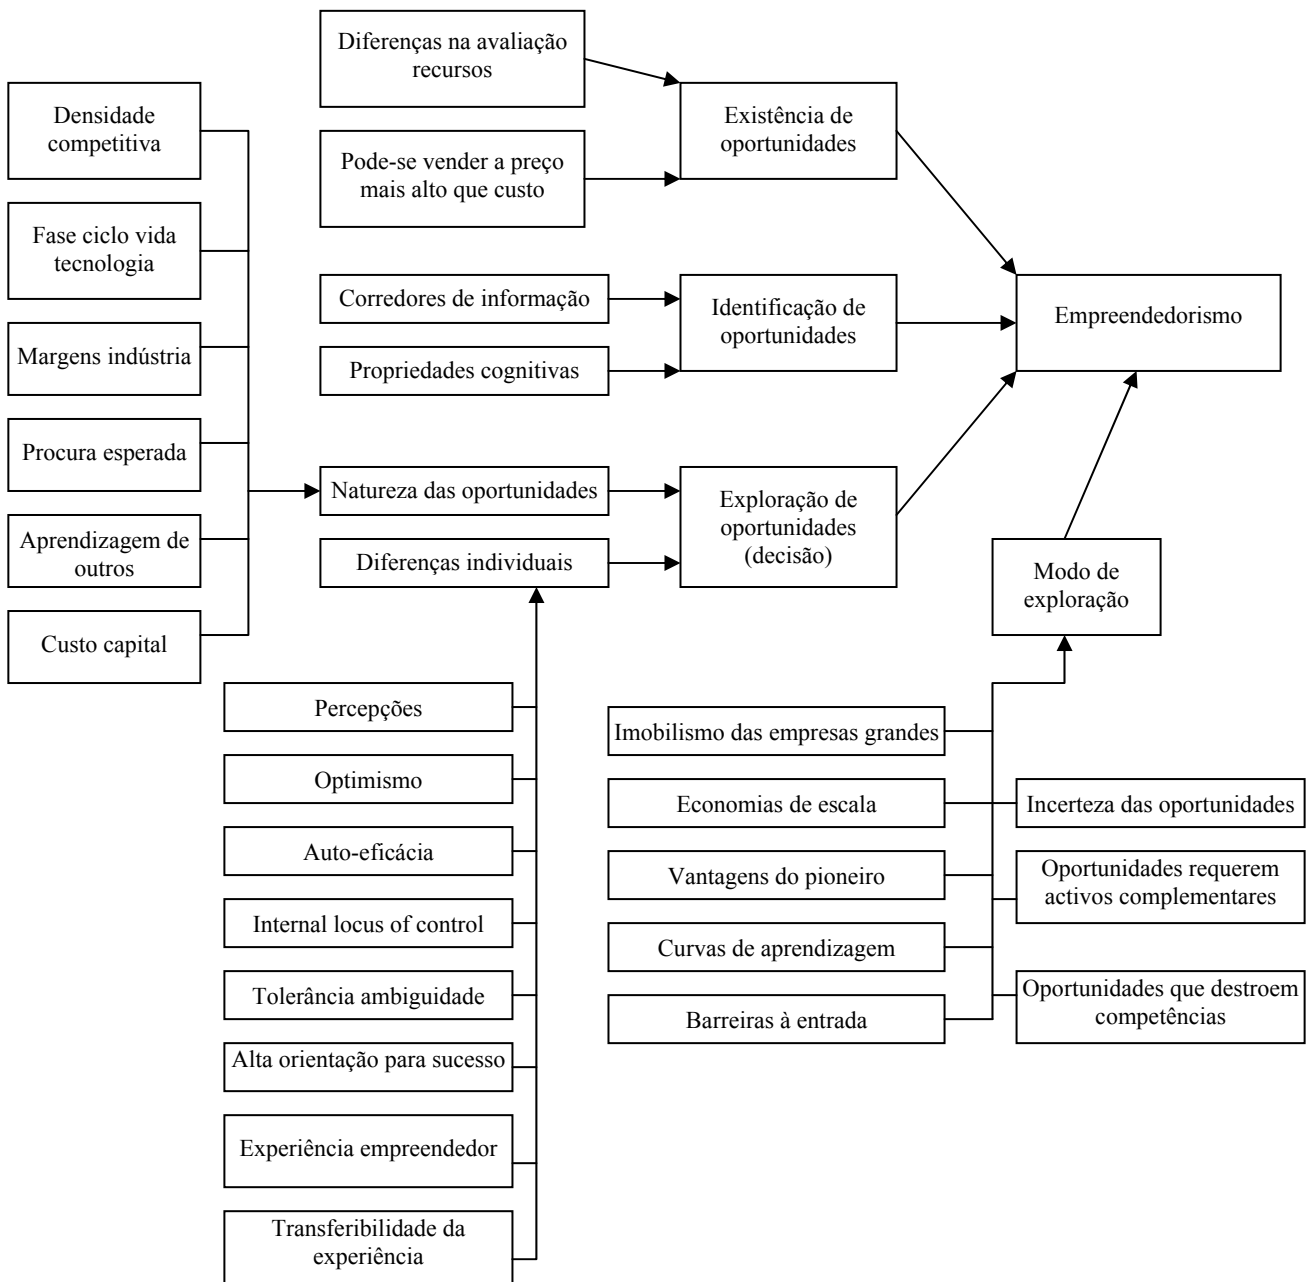 Diferenças na avaliação
recursos
Densidade
competitiva
Existência de
oportunidades
Pode-se vender a preço
mais alto que custo
Fase ciclo vida
tecnologia
Corredores de informação
Identificação de
oportunidades
Empreendedorismo
Margens indústria
Propriedades cognitivas
Procura esperada
Natureza das oportunidades
Exploração de
oportunidades
(decisão)
Aprendizagem de
outros
Diferenças individuais
Modo de
exploração
Custo capital
Percepções
Imobilismo das empresas grandes
Optimismo
Economias de escala
Incerteza das oportunidades
Auto-eficácia
Vantagens do pioneiro
Oportunidades requerem
activos complementares
Internal locus of control
Curvas de aprendizagem
Tolerância ambiguidade
Barreiras à entrada
Oportunidades que destroem
competências
Alta orientação para sucesso
Experiência empreendedor
Transferibilidade da
experiência